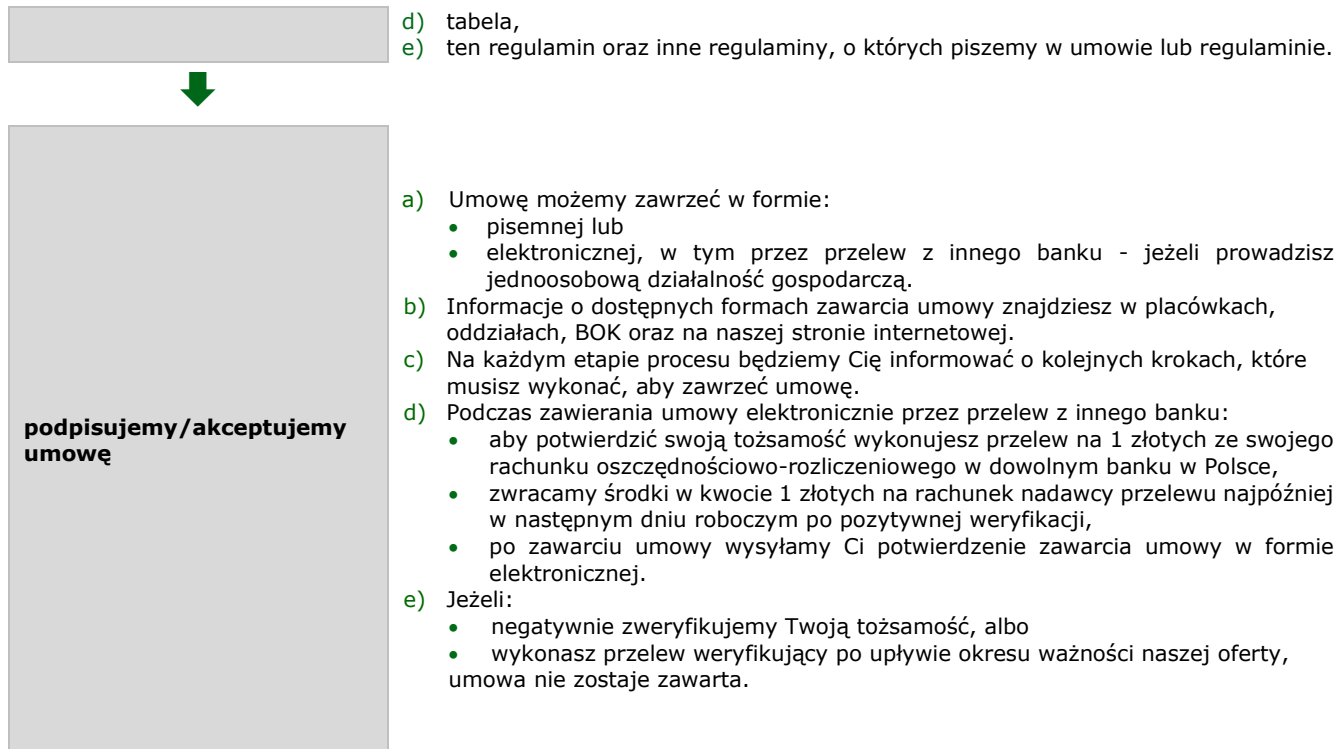 d) tabela,
e) ten regulamin oraz inne regulaminy, o których piszemy w umowie lub regulaminie.
podpisujemy/akceptujemy
umowę
a) Umowę możemy zawrzeć w formie:
• pisemnej lub
• elektronicznej, w tym przez przelew z innego banku - jeżeli prowadzisz
jednoosobową działalność gospodarczą.
b) Informacje o dostępnych formach zawarcia umowy znajdziesz w placówkach,
oddziałach, BOK oraz na naszej stronie internetowej.
c) Na każdym etapie procesu będziemy Cię informować o kolejnych krokach, które
musisz wykonać, aby zawrzeć umowę.
d) Podczas zawierania umowy elektronicznie przez przelew z innego banku:
• aby potwierdzić swoją tożsamość wykonujesz przelew na 1 złotych ze swojego
rachunku oszczędnościowo-rozliczeniowego w dowolnym banku w Polsce,
• zwracamy środki w kwocie 1 złotych na rachunek nadawcy przelewu najpóźniej
w następnym dniu roboczym po pozytywnej weryfikacji,
• po zawarciu umowy wysyłamy Ci potwierdzenie zawarcia umowy w formie
elektronicznej.
e) Jeżeli:
• negatywnie zweryfikujemy Twoją tożsamość, albo
• wykonasz przelew weryfikujący po upływie okresu ważności naszej oferty,
umowa nie zostaje zawarta.